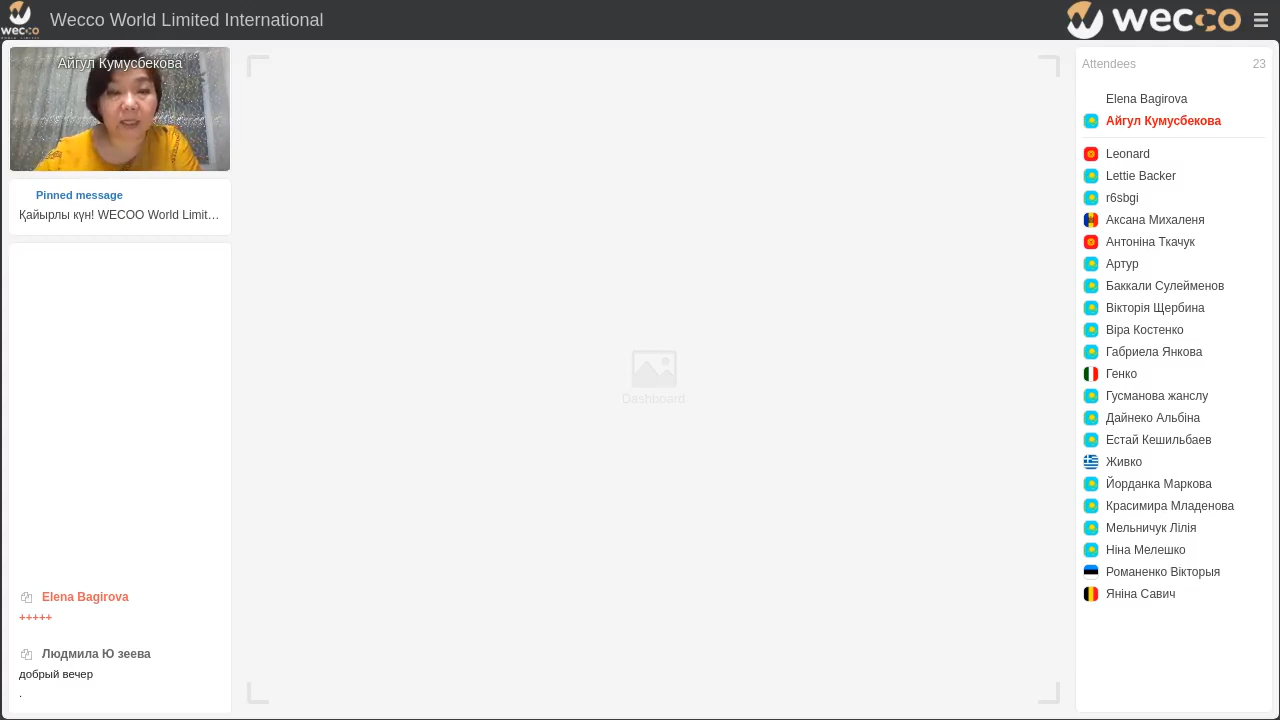 Wecco World Limited International
wecco
wecco
Айгул Кумусбекова
Pinned message
Қайырлы күн! WECOO World Limit…
Elena Bagirova
+++++
Людмила Ю зеева
добрый вечер
.
Dashboard
Attendees 23
Elena Bagirova
Айгул Кумусбекова
Leonard
Lettie Backer
r6sbgi
Аксана Михаленя
Антоніна Ткачук
Артур
Баккали Сулейменов
Вікторія Щербина
Віра Костенко
Габриела Янкова
Генко
Гусманова жанслу
Дайнеко Альбіна
Естай Кешильбаев
Живко
Йорданка Маркова
Красимира Младенова
Мельничук Лілія
Ніна Мелешко
Романенко Вікторыя
Яніна Савич